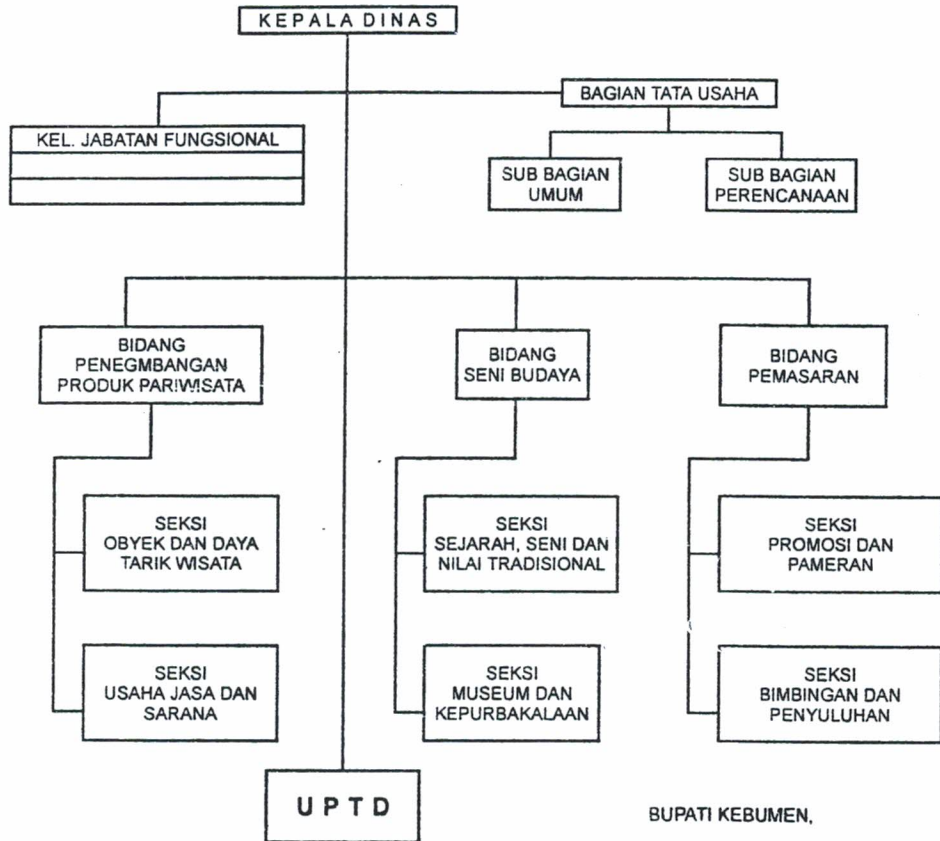 KEPALA DINAS
BAGIAN TATA USAHA
KEL. JABATAN FUNGSIONAL
SUB BAGIAN
UMUM
SUB BAGIAN
PERENCANAAN
BIDANG
PENEGMBANGAN
PRODUK PARIWISATA
BIDANG
SENI BUDAYA
BIDANG
PEMASARAN
SEKSI
OBYEK DAN DAYA
TARIK WISATA
SEKSI
SEJARAH, SENI DAN
NILAI TRADISIONAL
SEKSI
PROMOSI DAN
PAMERAN
SEKSI
USAHA JASA DAN
SARANA
SEKSI
MUSEUM DAN
KEPURBAKALAAN
SEKSI
BIMBINGAN DAN
PENYULUHAN
UPTD
BUPATI KEBUMEN,